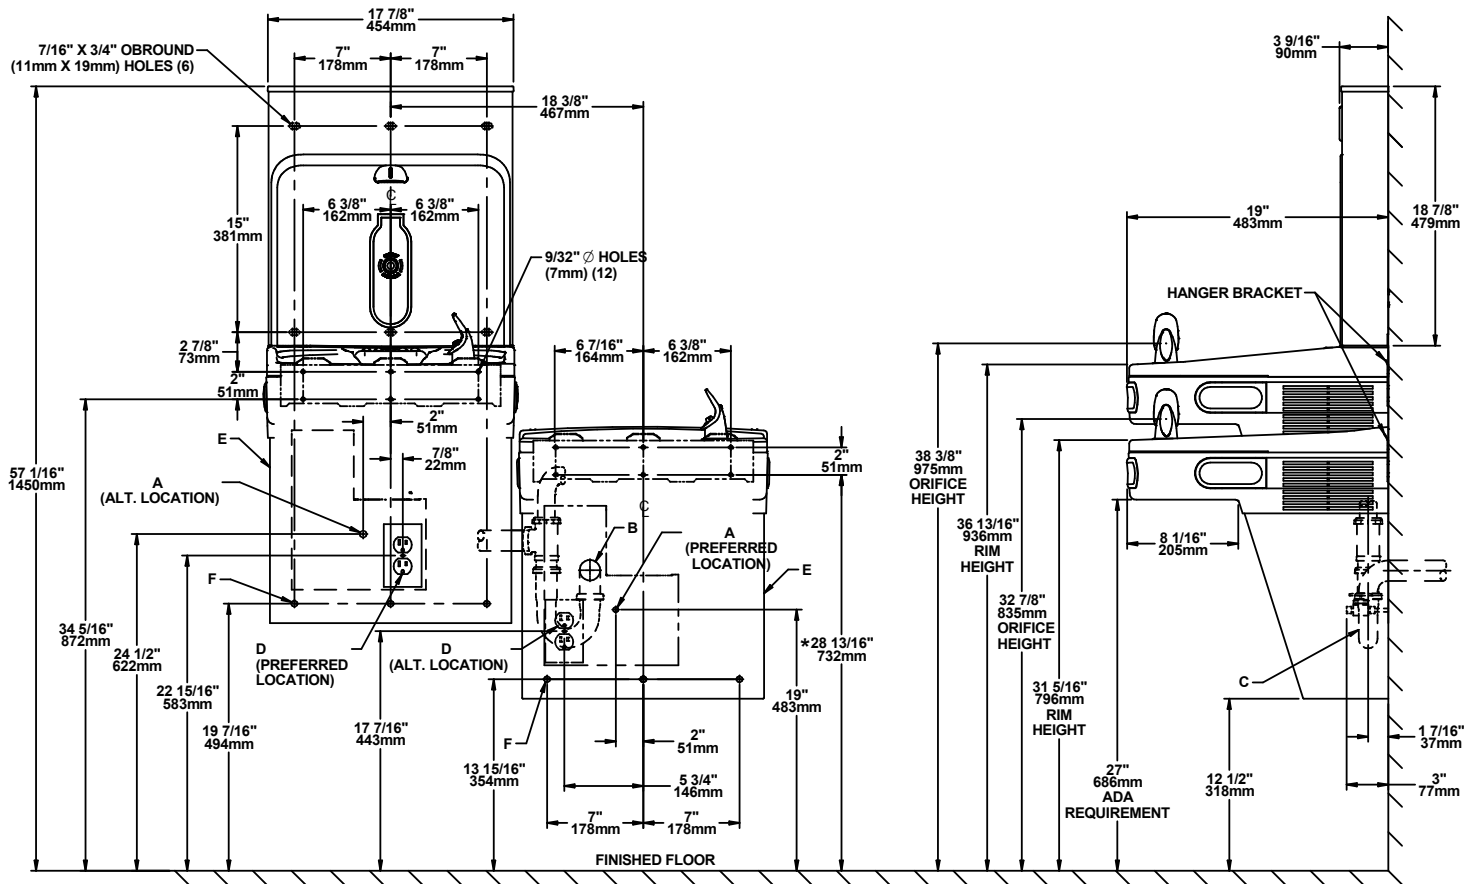 17 7/8"
454mm
7/16" X 3/4" OBROUND
(11mm X 19mm) HOLES (6)
7"
178mm
7"
178mm
18 3/8"
467mm
3 9/16"
90mm
6 3/8"
162mm
6 3/8"
162mm
C
L
15"
381mm
9/32" Ø HOLES
(7mm) (12)
19"
483mm
18 7/8"
479mm
HANGER BRACKET
2 7/8"
73mm
2"
51mm
6 7/16"
164mm
6 3/8"
162mm
2"
51mm
7/8"
22mm
E
57 1/16"
1450mm
A
(ALT. LOCATION)
2"
51mm
C
L
38 3/8"
975mm
ORIFICE
HEIGHT
36 13/16"
936mm
RIM
HEIGHT
8 1/16"
205mm
B
A
(PREFERRED
LOCATION)
E
F
32 7/8"
835mm
ORIFICE
HEIGHT
34 5/16"
872mm
24 1/2"
622mm
22 15/16"
583mm
19 7/16"
494mm
D
(PREFERRED
LOCATION)
D
(ALT. LOCATION)
*28 13/16"
732mm
19"
483mm
31 5/16"
796mm
RIM
HEIGHT
C
17 7/16"
443mm
F
13 15/16"
354mm
2"
51mm
5 3/4"
146mm
7"
178mm
7"
178mm
27"
686mm
ADA
REQUIREMENT
12 1/2"
318mm
1 7/16"
37mm
3"
77mm
FINISHED FLOOR